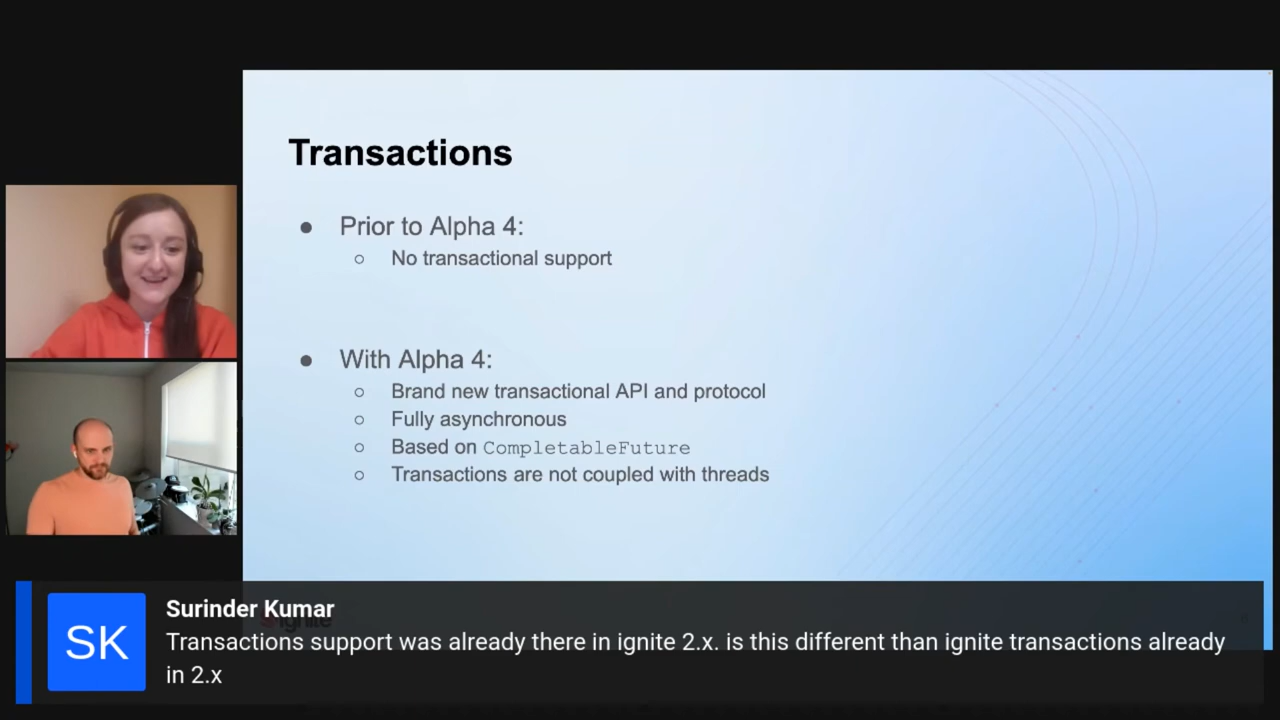 Transactions
● Prior to Alpha 4:
○ No transactional support
● With Alpha 4:
○ Brand new transactional API and protocol
○ Fully asynchronous
○ Based on CompletableFuture
○ Transactions are not coupled with threads
SK
Surinder Kumar
Transactions support was already there in ignite 2.x. is this different than ignite transactions already
in 2.x